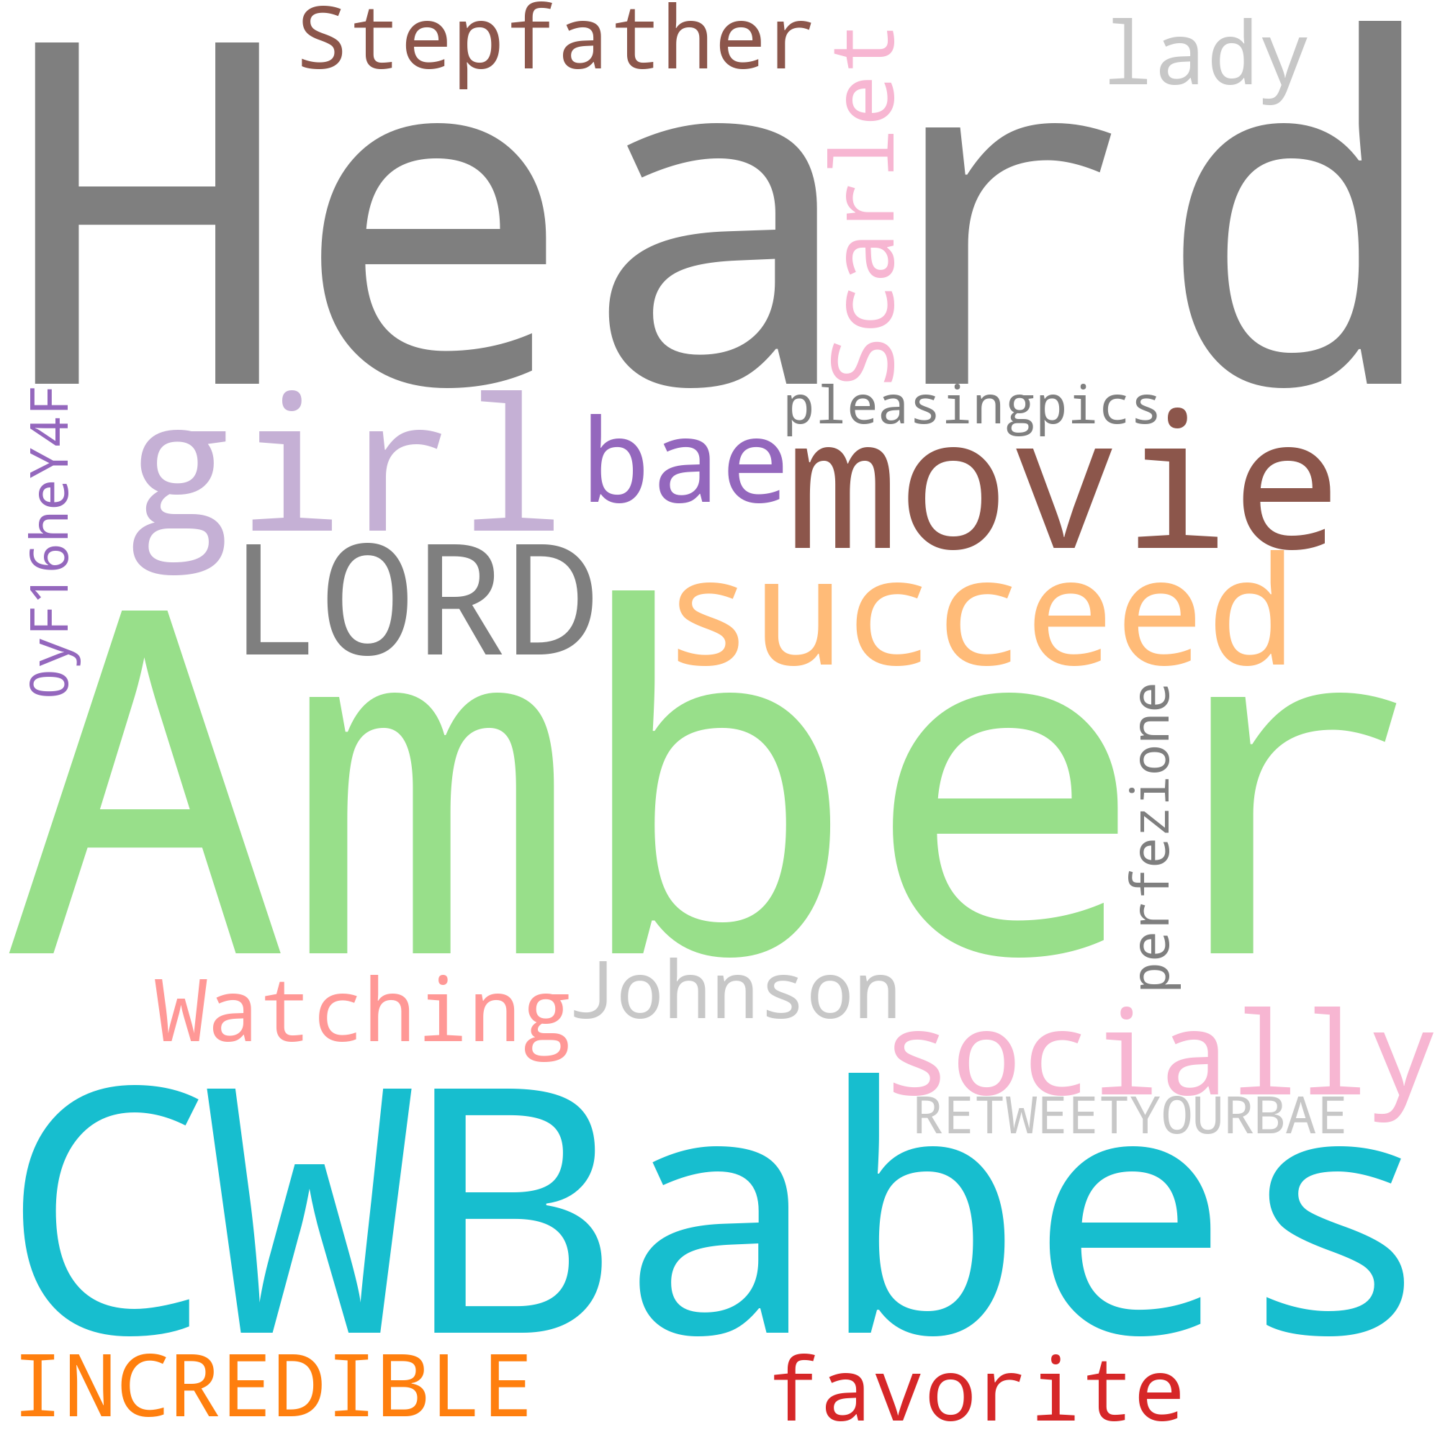 Stepfather
lady
Heard
Scarlet
pleasingpics
0yF16heY4F
girl
bae
movie
LORD
succeed
Amber
perfezione
Watching
Johnson
socially
RETWEETYOURBAE
CWBabes
INCREDIBLE
favorite